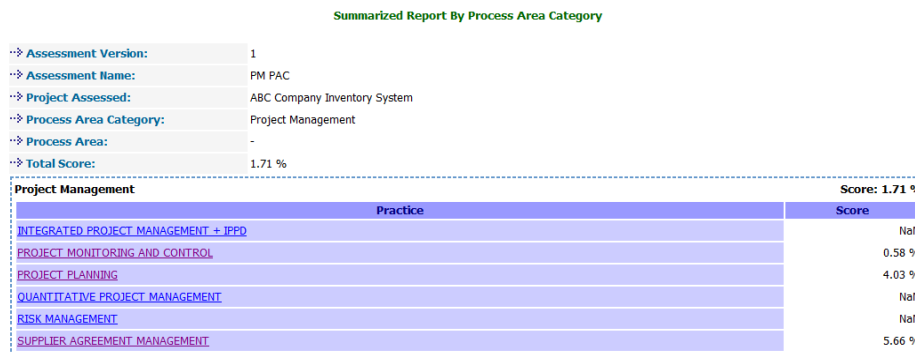 Summarized Report By Process Area Category
Assessment Version: 1
Assessment Name: PM PAC
Project Assessed: ABC Company Inventory System
Process Area Category: Project Management
Process Area: -
Total Score: 1.71 %
Project Management Score: 1.71 %
Practice Score
INTEGRATED PROJECT MANAGEMENT + IPPD Na
PROJECT MONITORING AND CONTROL 0.58 %
PROJECT PLANNING 4.03 %
QUANTITATIVE PROJECT MANAGEMENT Na
RISK MANAGEMENT Na
SUPPLIER AGREEMENT MANAGEMENT 5.66 %